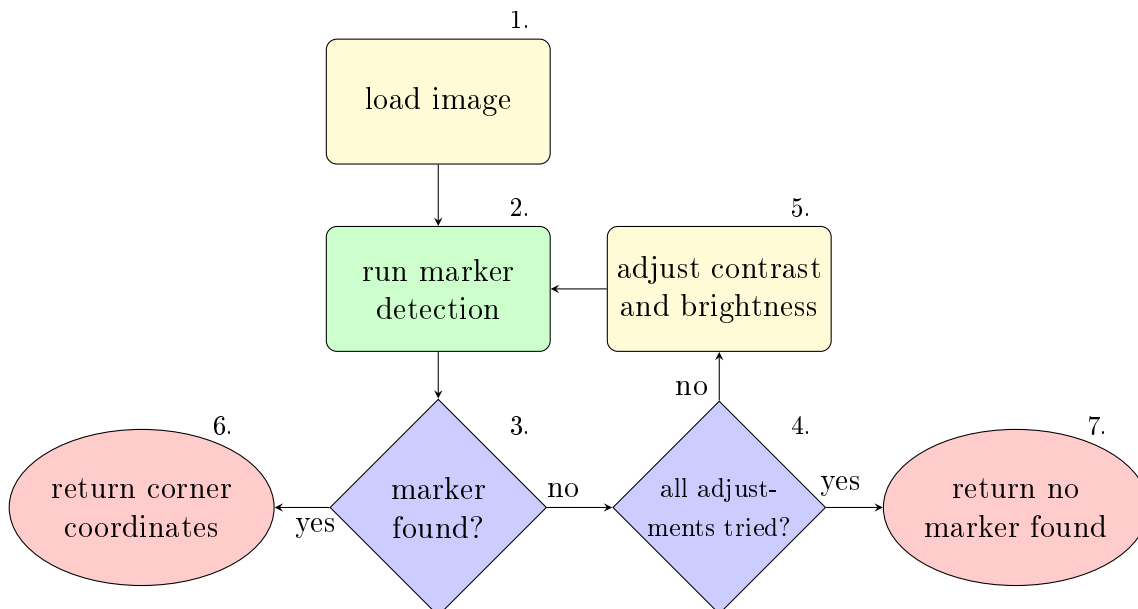 1.
load image
2.
run marker
detection
5.
adjust contrast
and brightness
no
6.
return corner
coordinates
yes
3.
marker
found?
no
4.
all adjust-
ments tried?
yes
7.
return no
marker found